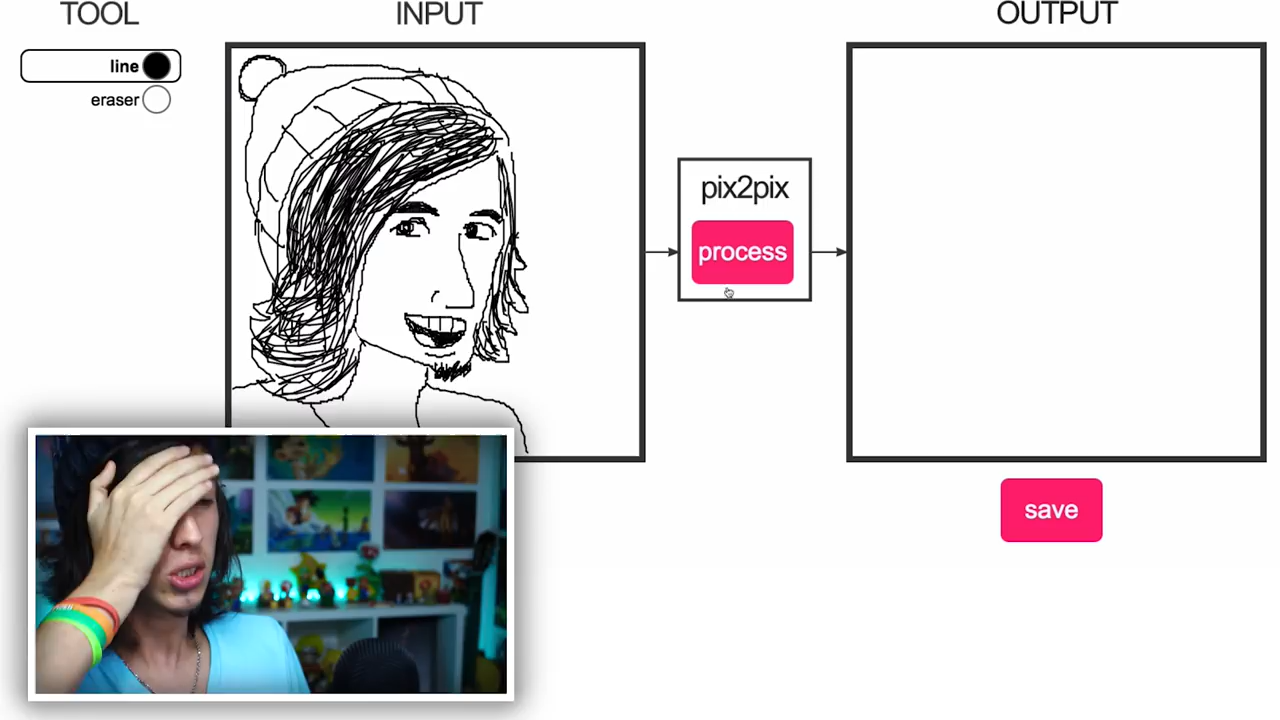 TOOL
INPUT
OUTPUT
line
eraser
pix2pix
process
save